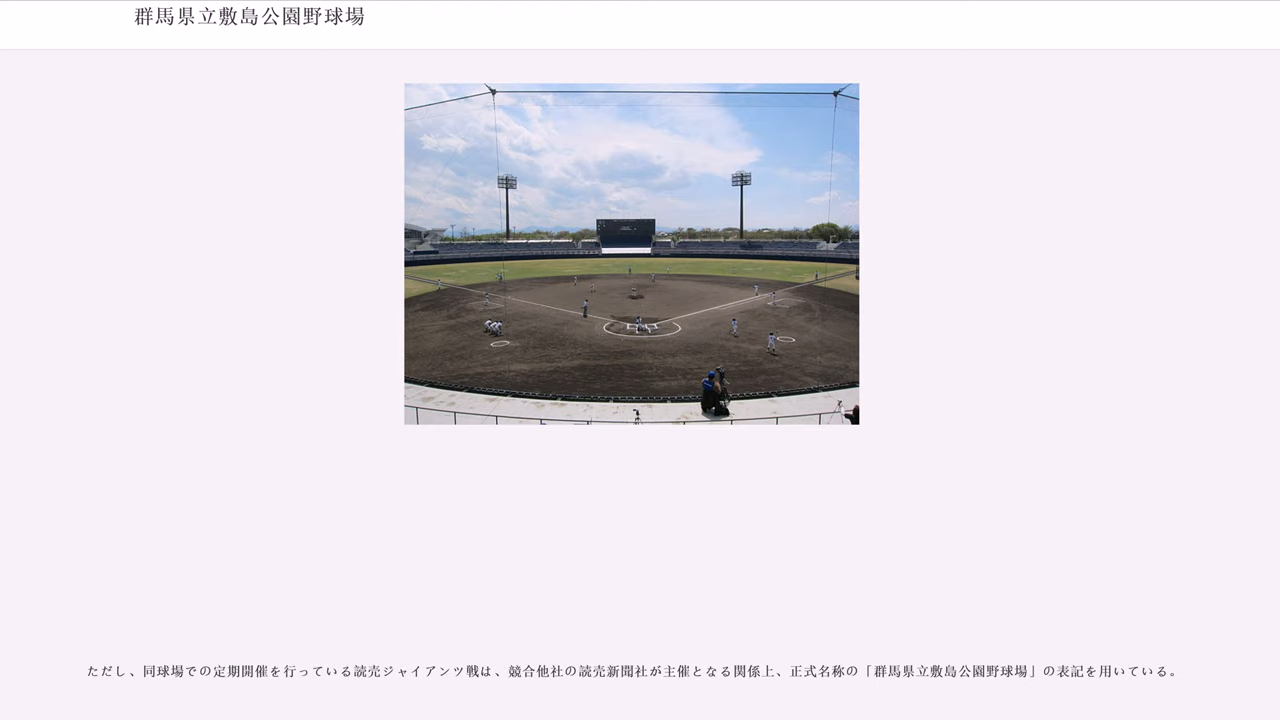 群馬県立敷島公園野球場
ただし、同球場での定期開催を行っている読売ジャイアンツ戦は、競合他社の読売新聞社が主催となる関係上、正式名称の「群馬県立敷島公園野球場」の表記を用いている。